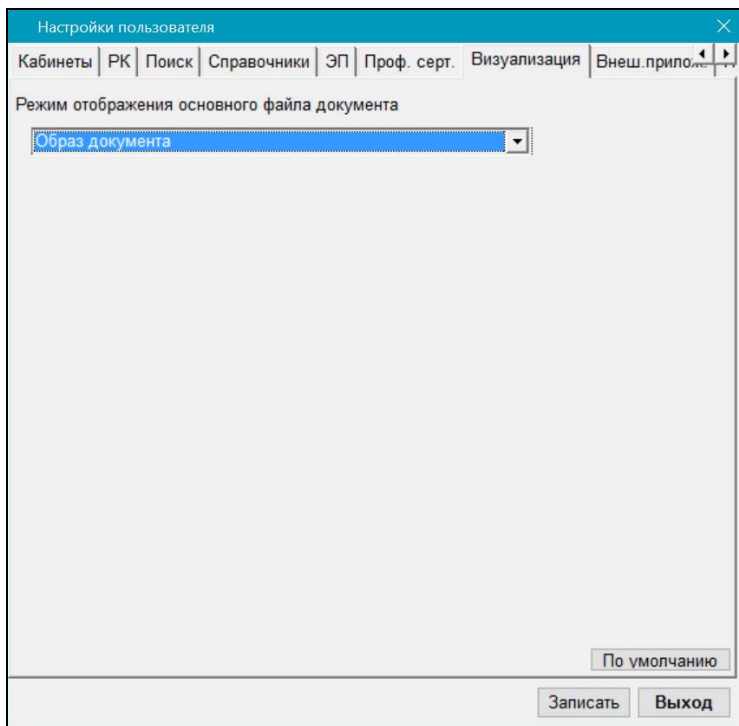 Настройки пользователя
Кабинеты РК Поиск Справочники ЭП Проф. серт. Визуализация Внеш.прилож.
Режим отображения основного файла документа
Образ документа
По умолчанию
Записать Выход